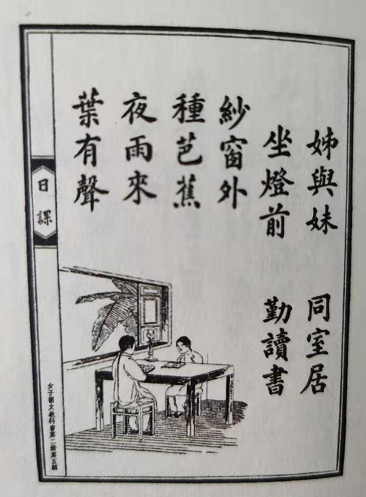 姊與妹 同室居
坐燈前 勤讀書
紗窗外
種芭蕉
夜雨來
葉有聲
日課
女子國文教科書第二冊第五課